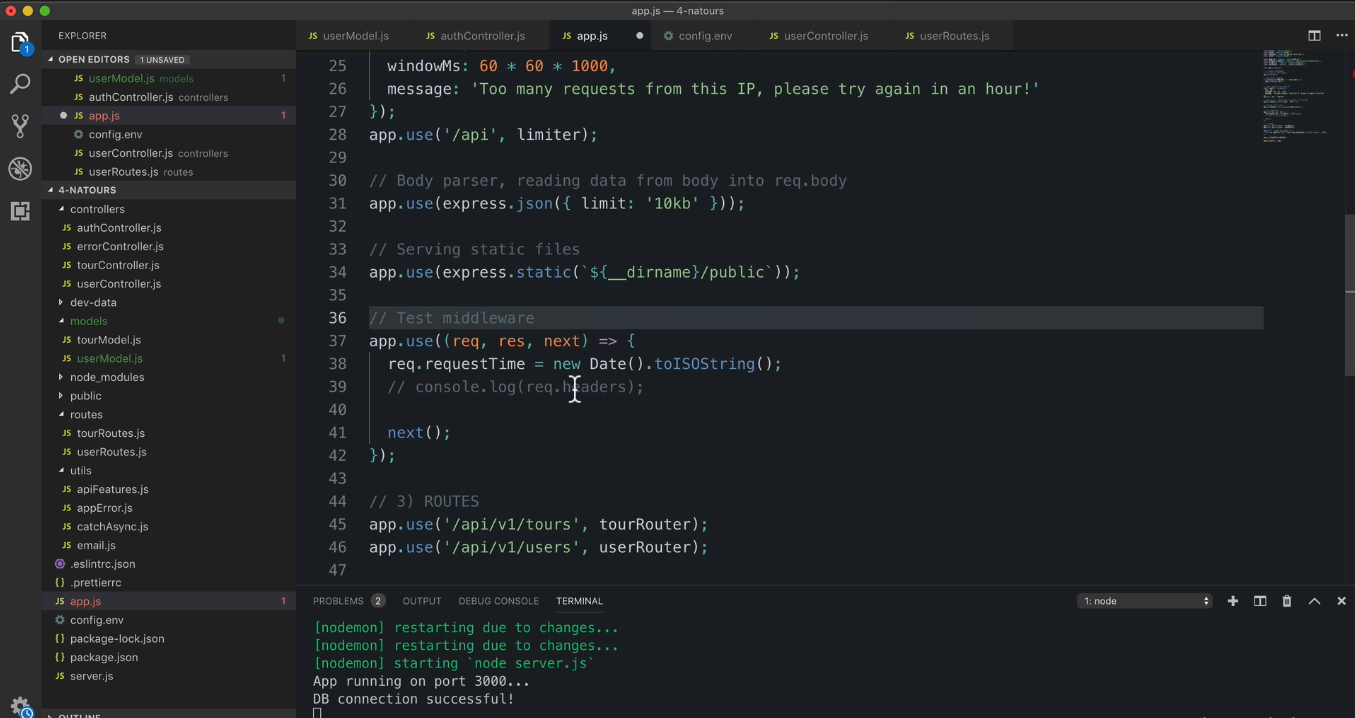 app.js — 4-natours
EXPLORER
JS userModel.js
JS authController.js
JS app.js
config.env
JS userController.js
JS userRoutes.js
1
OPEN EDITORS 1 UNSAVED
JS userModel.js models 1
JS authController.js controllers
JS app.js 1
config.env
JS userController.js controllers
JS userRoutes.js routes
4-NATOURS
controllers
JS authController.js
JS errorController.js
JS tourController.js
JS userController.js
dev-data
models
JS tourModel.js
JS userModel.js 1
node_modules
public
routes
JS tourRoutes.js
JS userRoutes.js
utils
JS apiFeatures.js
JS appError.js
JS catchAsync.js
JS email.js
.eslintrc.json
{} .prettierrc
JS app.js 1
config.env
{} package-lock.json
{} package.json
JS server.js
OUTLINE
25 windowMs: 60 * 60 * 1000,
26 message: 'Too many requests from this IP, please try again in an hour!'
27 });
28 app.use('/api', limiter);
29
30 // Body parser, reading data from body into req.body
31 app.use(express.json({ limit: '10kb' }));
32
33 // Serving static files
34 app.use(express.static(`${__dirname}/public`));
35
36 // Test middleware
37 app.use((req, res, next) => {
38 req.requestTime = new Date().toISOString();
39 // console.log(req.headers);
40
41 next();
42 });
43
44 // 3) ROUTES
45 app.use('/api/v1/tours', tourRouter);
46 app.use('/api/v1/users', userRouter);
47
PROBLEMS 2 OUTPUT DEBUG CONSOLE TERMINAL 1: node
[nodemon] restarting due to changes...
[nodemon] restarting due to changes...
[nodemon] starting `node server.js`
App running on port 3000...
DB connection successful!